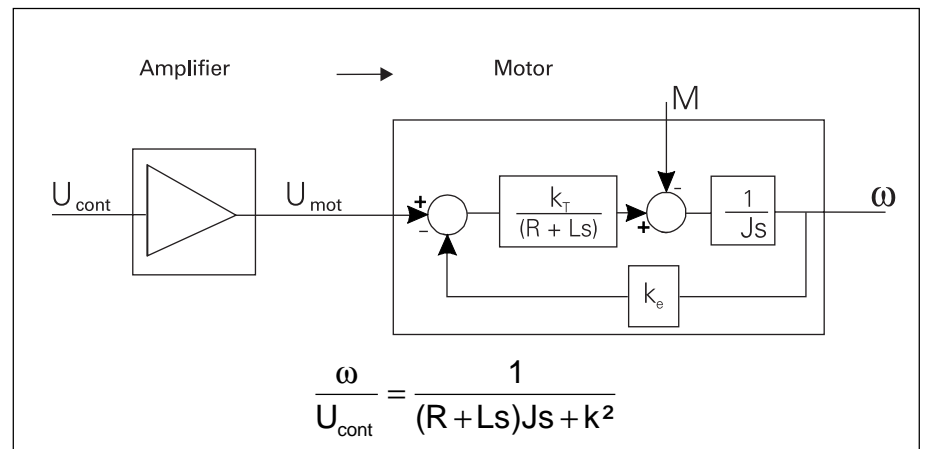 Amplifier → Motor
M
U_cont
U_mot
+
-
k_T / (R + Ls)
-
+
1 / Js
ω
k_e
ω / U_cont = 1 / ((R + Ls)Js + k²)